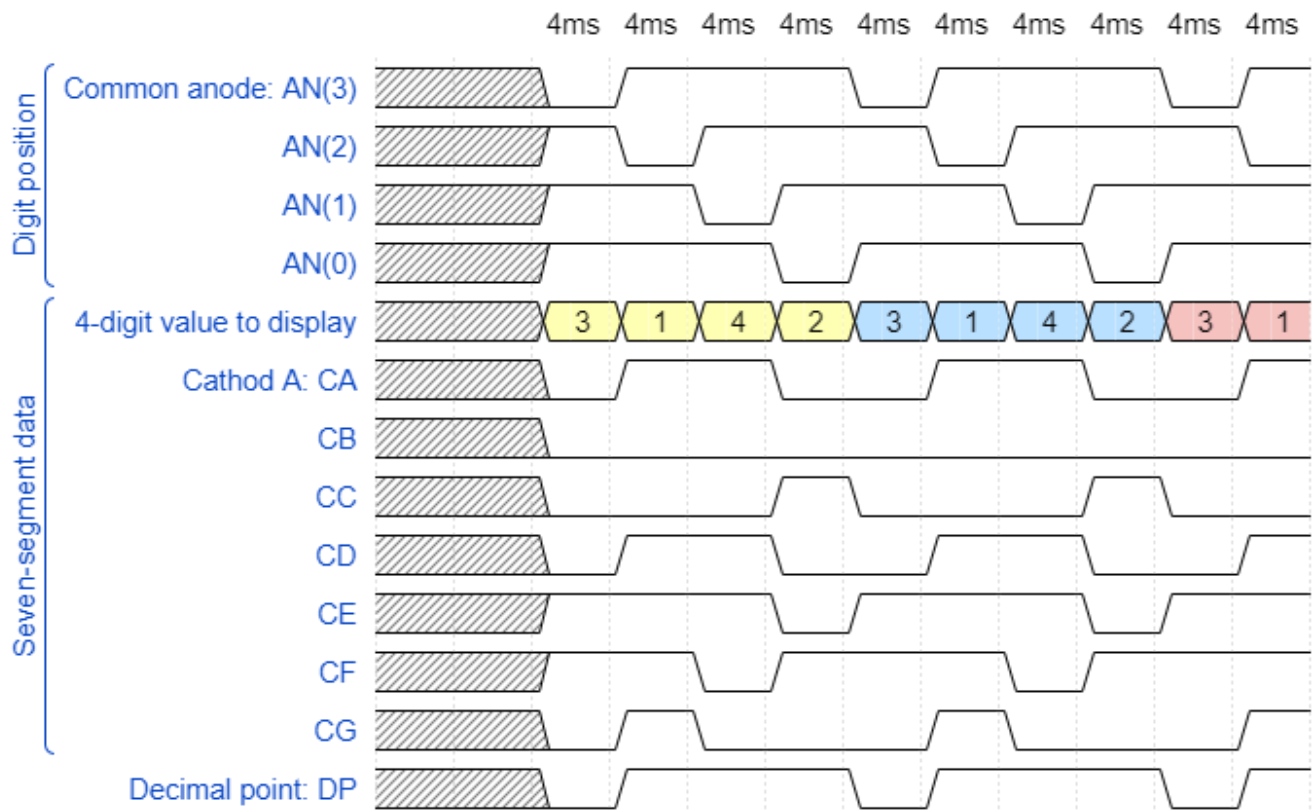 4ms 4ms 4ms 4ms 4ms 4ms 4ms 4ms 4ms 4ms
Digit position
Common anode: AN(3)
AN(2)
AN(1)
AN(0)
Seven-segment data
4-digit value to display 3 1 4 2 3 1 4 2 3 1
Cathod A: CA
CB
CC
CD
CE
CF
CG
Decimal point: DP